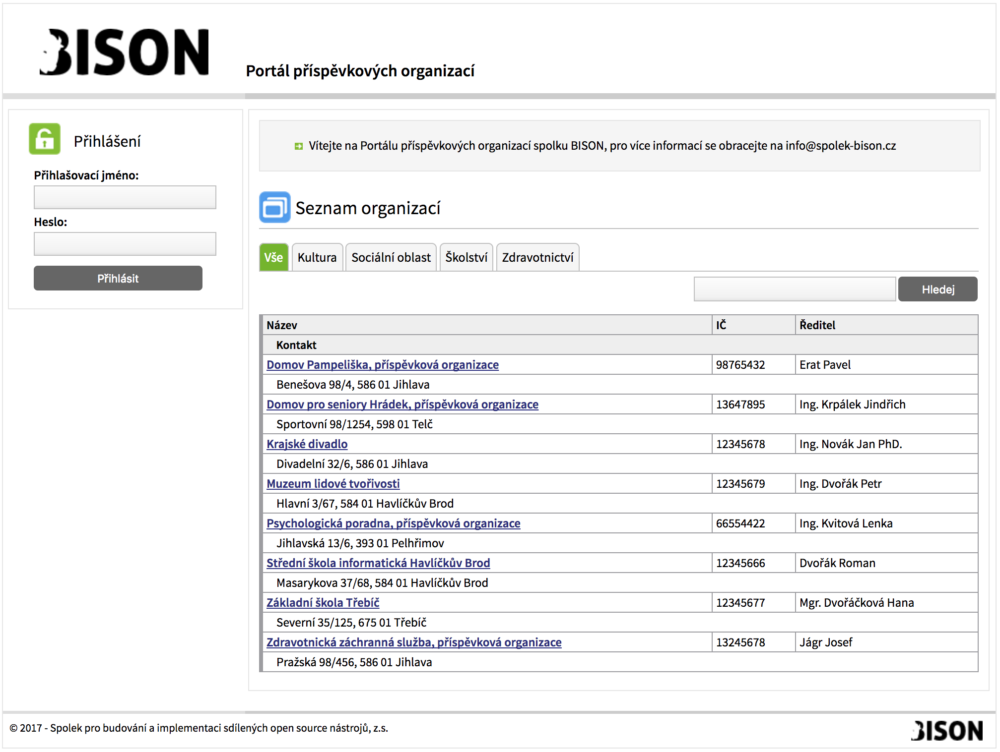 BISON
Portál příspěvkových organizací
Přihlášení
Přihlašovací jméno:
Heslo:
Přihlásit
Vítejte na Portálu příspěvkových organizací spolku BISON, pro více informací se obracejte na info@spolek-bison.cz
Seznam organizací
Vše Kultura Sociální oblast Školství Zdravotnictví
Hledej
Název IČ Ředitel
Kontakt
Domov Pampeliška, příspěvková organizace 98765432 Erat Pavel
Benešova 98/4, 586 01 Jihlava
Domov pro seniory Hrádek, příspěvková organizace 13647895 Ing. Krpálek Jindřich
Sportovní 98/1254, 598 01 Telč
Krajské divadlo 12345678 Ing. Novák Jan PhD.
Divadelní 32/6, 586 01 Jihlava
Muzeum lidové tvořivosti 12345679 Ing. Dvořák Petr
Hlavní 3/67, 584 01 Havlíčkův Brod
Psychologická poradna, příspěvková organizace 66554422 Ing. Kvitová Lenka
Jihlavská 13/6, 393 01 Pelhřimov
Střední škola informatická Havlíčkův Brod 12345666 Dvořák Roman
Masarykova 37/68, 584 01 Havlíčkův Brod
Základní škola Třebíč 12345677 Mgr. Dvořáčková Hana
Severní 35/125, 675 01 Třebíč
Zdravotnická záchranná služba, příspěvková organizace 13245678 Jágr Josef
Pražská 98/456, 586 01 Jihlava
© 2017 - Spolek pro budování a implementaci sdílených open source nástrojů, z.s.
BISON